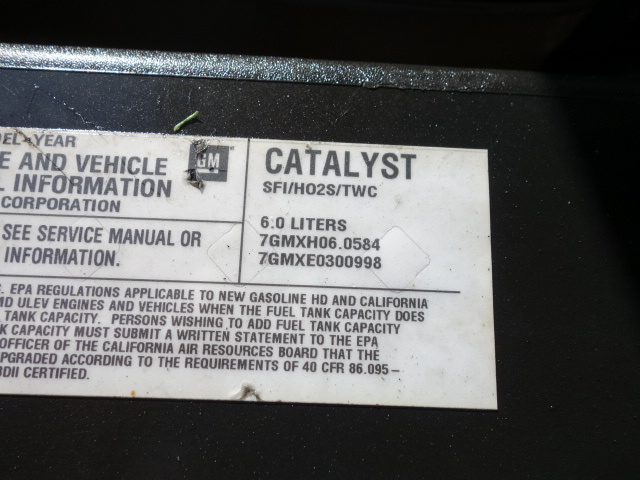 YEAR
E AND VEHICLE
L INFORMATION
CORPORATION
GM
SEE SERVICE MANUAL OR
INFORMATION.
CATALYST
SFI/HO2S/TWC
6.0 LITERS
7GMXH06.0584
7GMXE0300998
EPA REGULATIONS APPLICABLE TO NEW GASOLINE HD AND CALIFORNIA
MD ULEV ENGINES AND VEHICLES WHEN THE FUEL TANK CAPACITY DOES
TANK CAPACITY. PERSONS WISHING TO ADD FUEL TANK CAPACITY
K CAPACITY MUST SUBMIT A WRITTEN STATEMENT TO THE EPA
OFFICER OF THE CALIFORNIA AIR RESOURCES BOARD THAT THE
UPGRADED ACCORDING TO THE REQUIREMENTS OF 40 CFR 86.095–
BDII CERTIFIED.